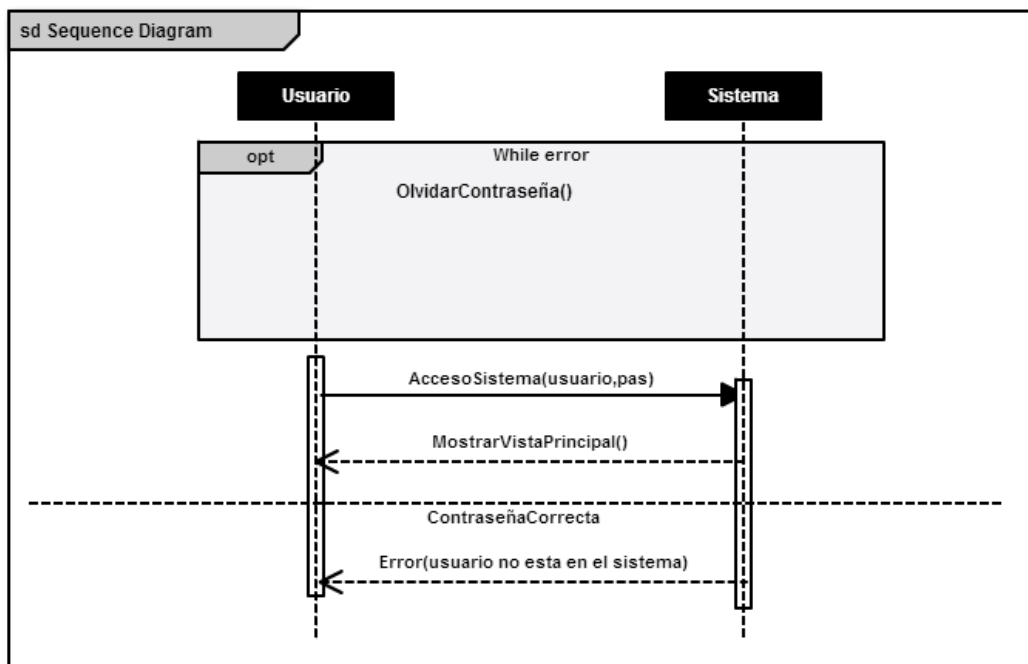 sd Sequence Diagram
Usuario
Sistema
opt
While error
OlvidarContraseña()
AccesoSistema(usuario,pas)
MostrarVistaPrincipal()
ContraseñaCorrecta
Error(usuario no esta en el sistema)